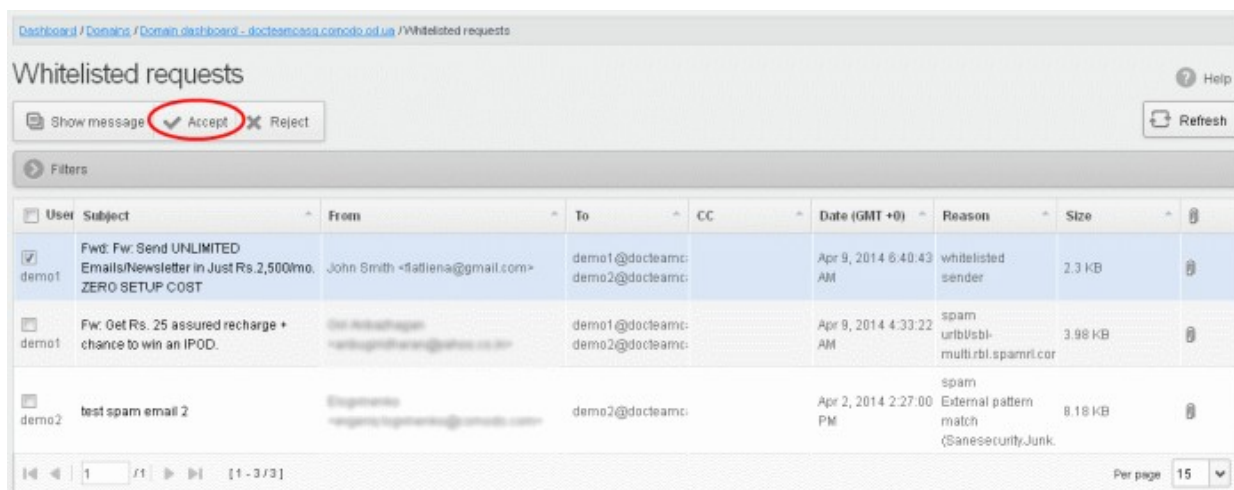 Dashboard / Domains / Domain dashboard - docteamcasg.comodo.od.ua / Whitelisted requests
Whitelisted requests
Help
Show message Accept Reject
Refresh
Filters
User Subject From To CC Date (GMT +0) Reason Size
demo1
Fwd: Fw: Send UNLIMITED
Emails/Newsletter in Just Rs.2,500/mo.
ZERO SETUP COST
John Smith <flatliena@gmail.com>
demo1@docteamc
demo2@docteamc
Apr 9, 2014 6:40:43
AM
whitelisted
sender
2.3 KB
demo1
Fw: Get Rs. 25 assured recharge +
chance to win an IPOD.
demo1@docteamc
demo2@docteamc
Apr 9, 2014 4:33:22
AM
spam
urlbl/sbl-
multi.rbl.spamrl.cor
3.98 KB
demo2
test spam email 2
demo2@docteamc
Apr 2, 2014 2:27:00
PM
spam
External pattern
match
(Sanesecurity.Junk.
8.18 KB
1 /1 [1 - 3 / 3]
Per page 15